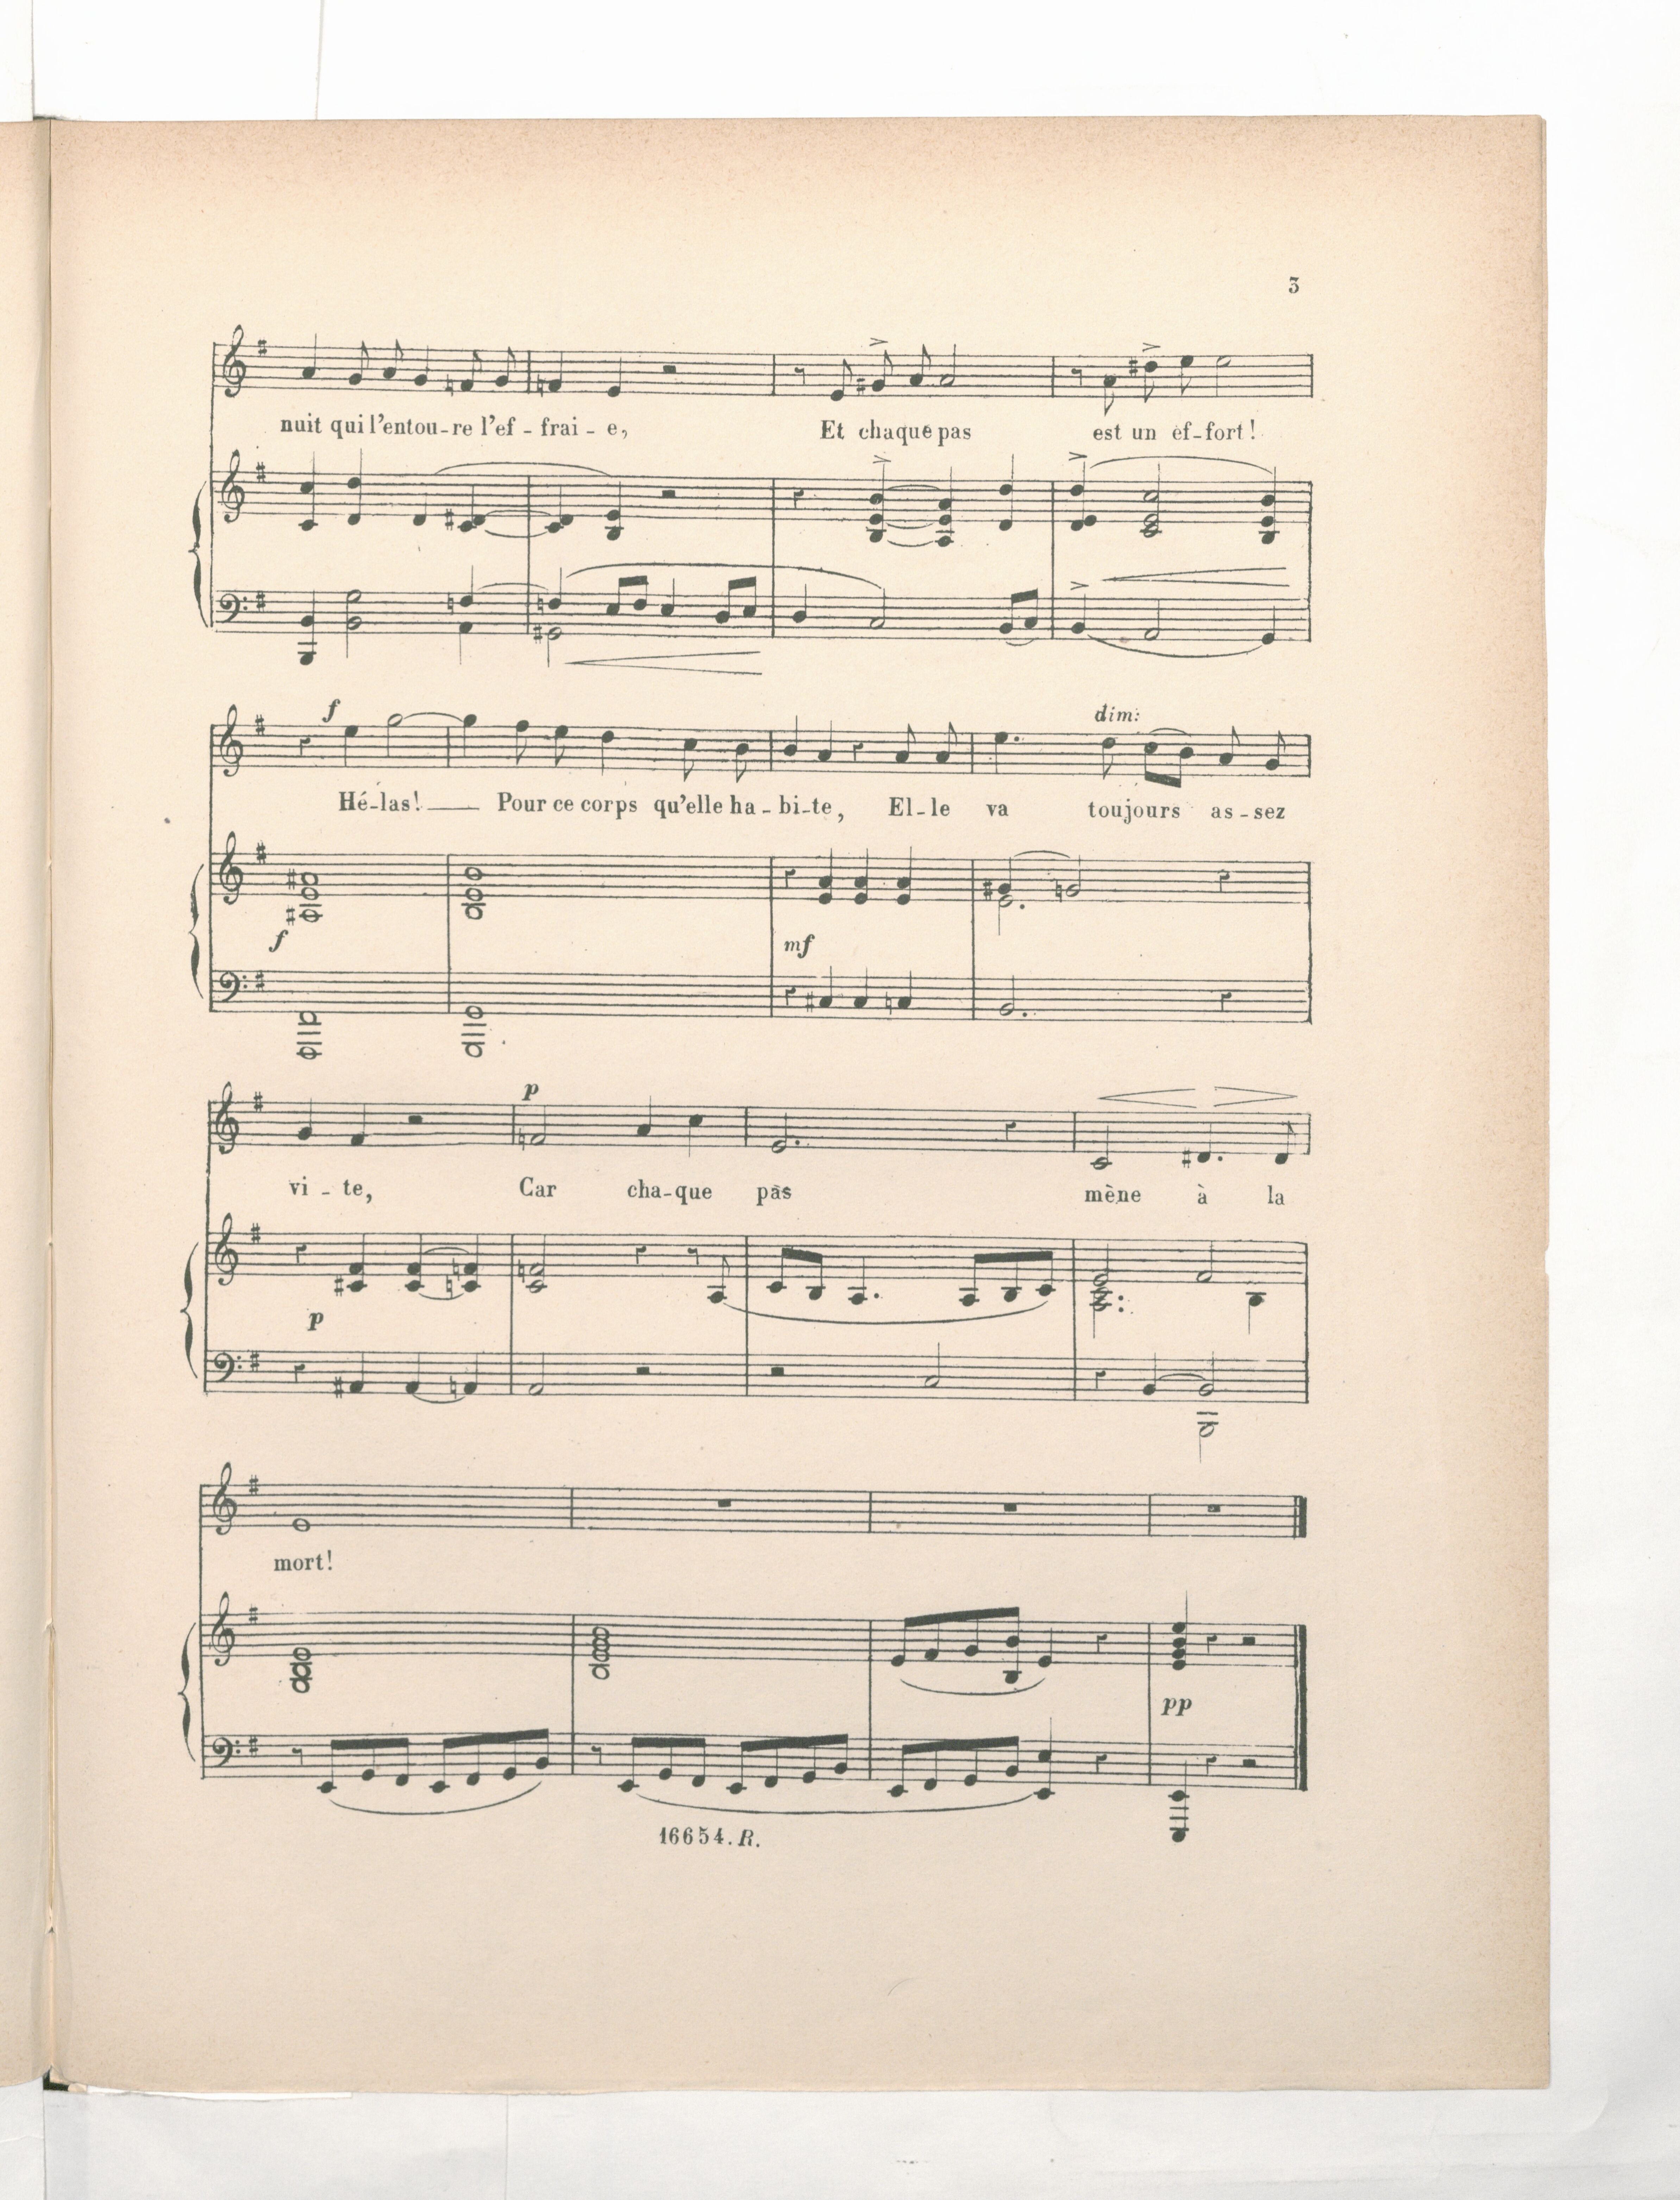 3
nuit qui l'entou-re l'ef - frai - e, Et chaque pas est un ef-fort!
f dim:
Hé-las! Pour ce corps qu'elle ha - bi-te, El-le va toujours as-sez
f mf
p
vi - te, Car cha-que pas mène à la
p
mort!
pp
16654. R.